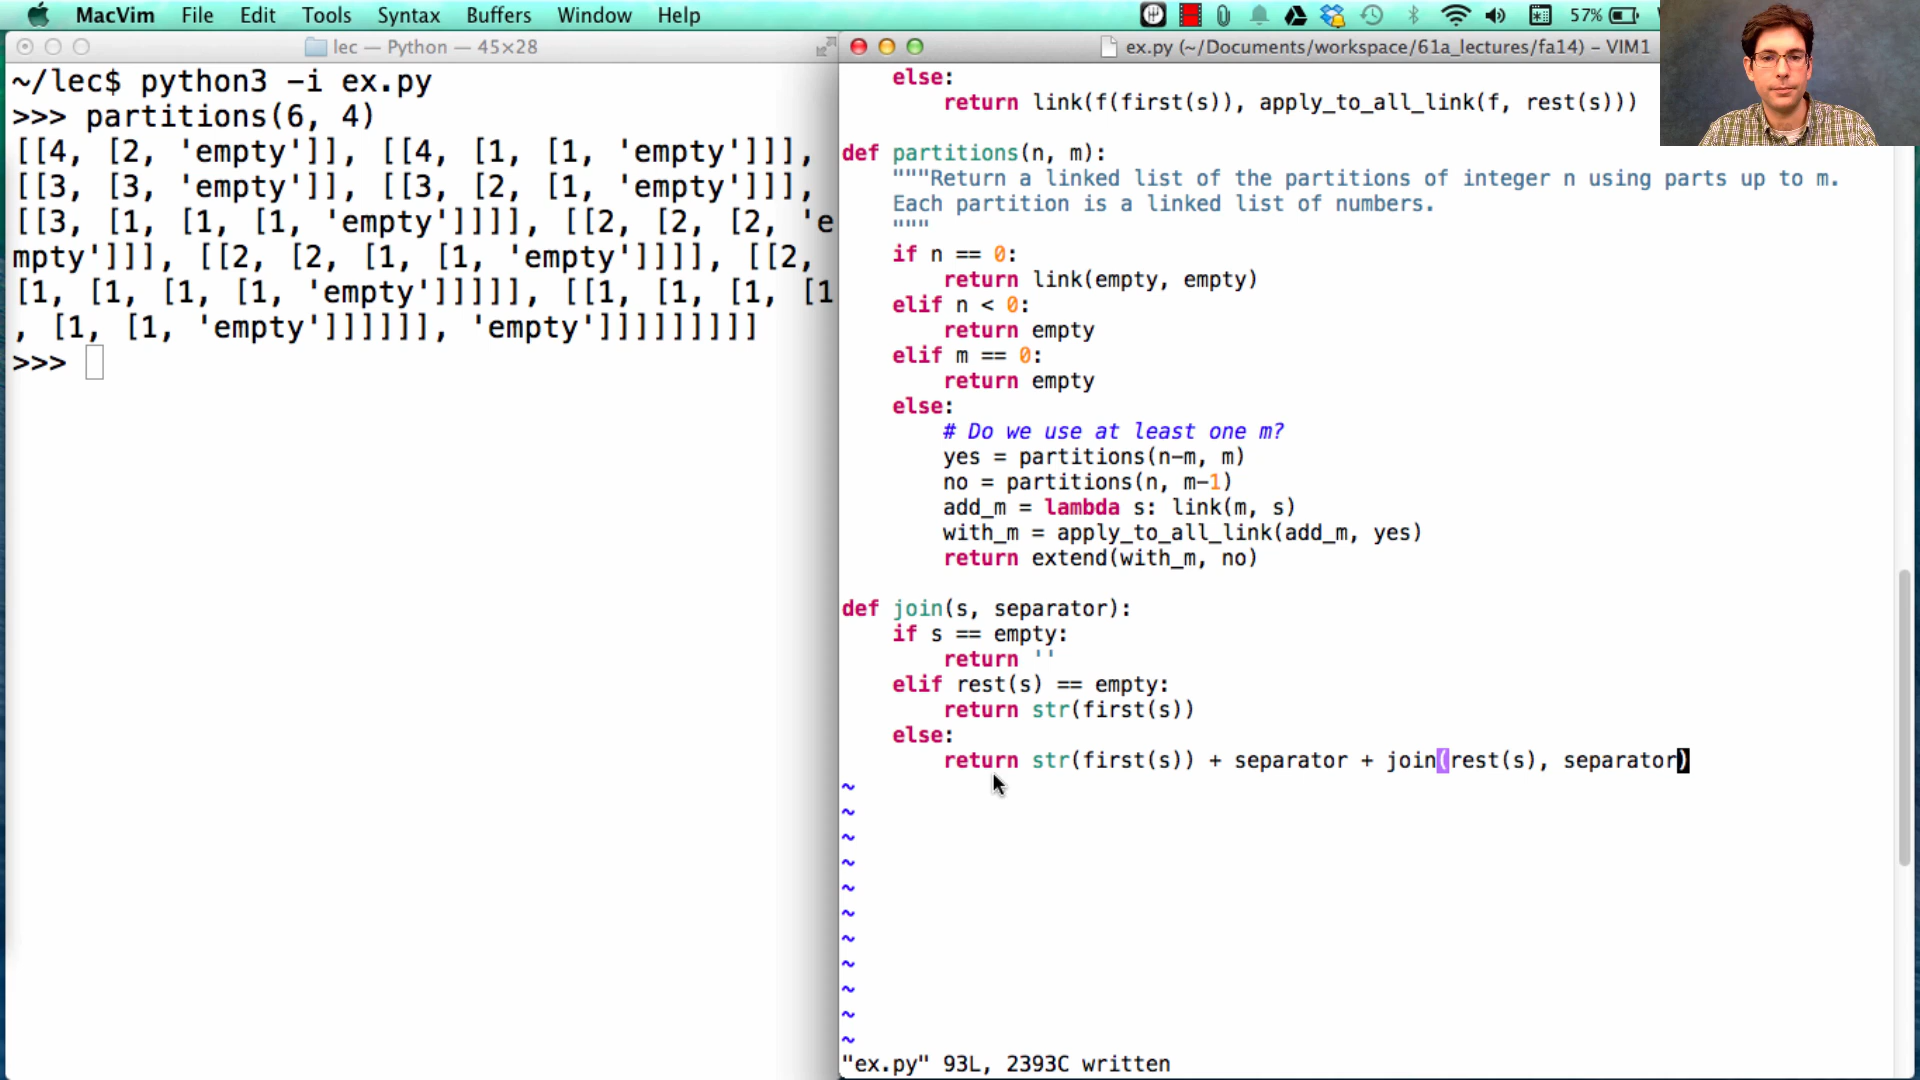 MacVim File Edit Tools Syntax Buffers Window Help 57%
lec — Python — 45×28
~/lec$ python3 -i ex.py
>>> partitions(6, 4)
[[4, [2, 'empty']], [[4, [1, [1, 'empty']]],
[[3, [3, 'empty']], [[3, [2, [1, 'empty']]],
[[3, [1, [1, [1, 'empty']]]], [[2, [2, [2, 'e
mpty']]], [[2, [2, [1, [1, 'empty']]]], [[2,
[1, [1, [1, [1, 'empty']]]]], [[1, [1, [1, [1
, [1, [1, 'empty']]]]]], 'empty']]]]]]]]]
>>>
ex.py (~/Documents/workspace/61a_lectures/fa14) – VIM1
else:
return link(f(first(s)), apply_to_all_link(f, rest(s)))
def partitions(n, m):
"""Return a linked list of the partitions of integer n using parts up to m.
Each partition is a linked list of numbers.
"""
if n == 0:
return link(empty, empty)
elif n < 0:
return empty
elif m == 0:
return empty
else:
# Do we use at least one m?
yes = partitions(n-m, m)
no = partitions(n, m-1)
add_m = lambda s: link(m, s)
with_m = apply_to_all_link(add_m, yes)
return extend(with_m, no)
def join(s, separator):
if s == empty:
return ''
elif rest(s) == empty:
return str(first(s))
else:
return str(first(s)) + separator + join(rest(s), separator)
~
~
~
~
~
~
~
~
~
~
~
"ex.py" 93L, 2393C written